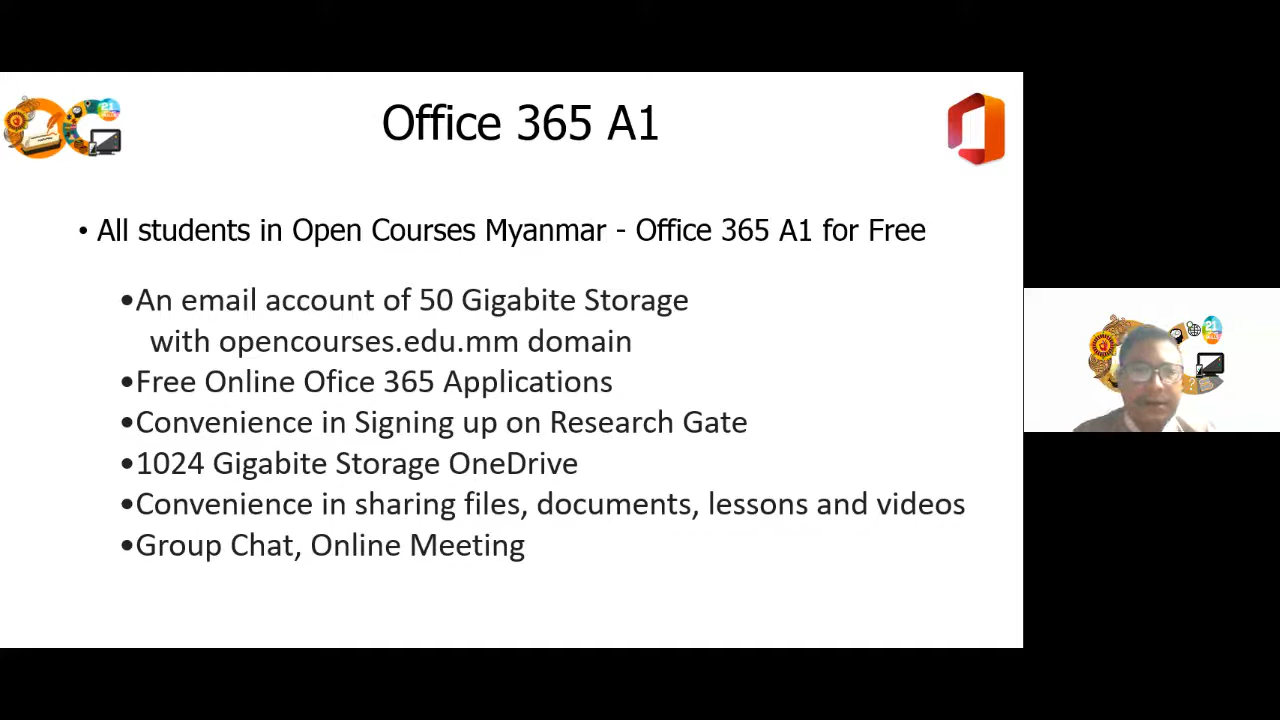 Office 365 A1
• All students in Open Courses Myanmar - Office 365 A1 for Free
•An email account of 50 Gigabite Storage
with opencourses.edu.mm domain
•Free Online Ofice 365 Applications
•Convenience in Signing up on Research Gate
•1024 Gigabite Storage OneDrive
•Convenience in sharing files, documents, lessons and videos
•Group Chat, Online Meeting